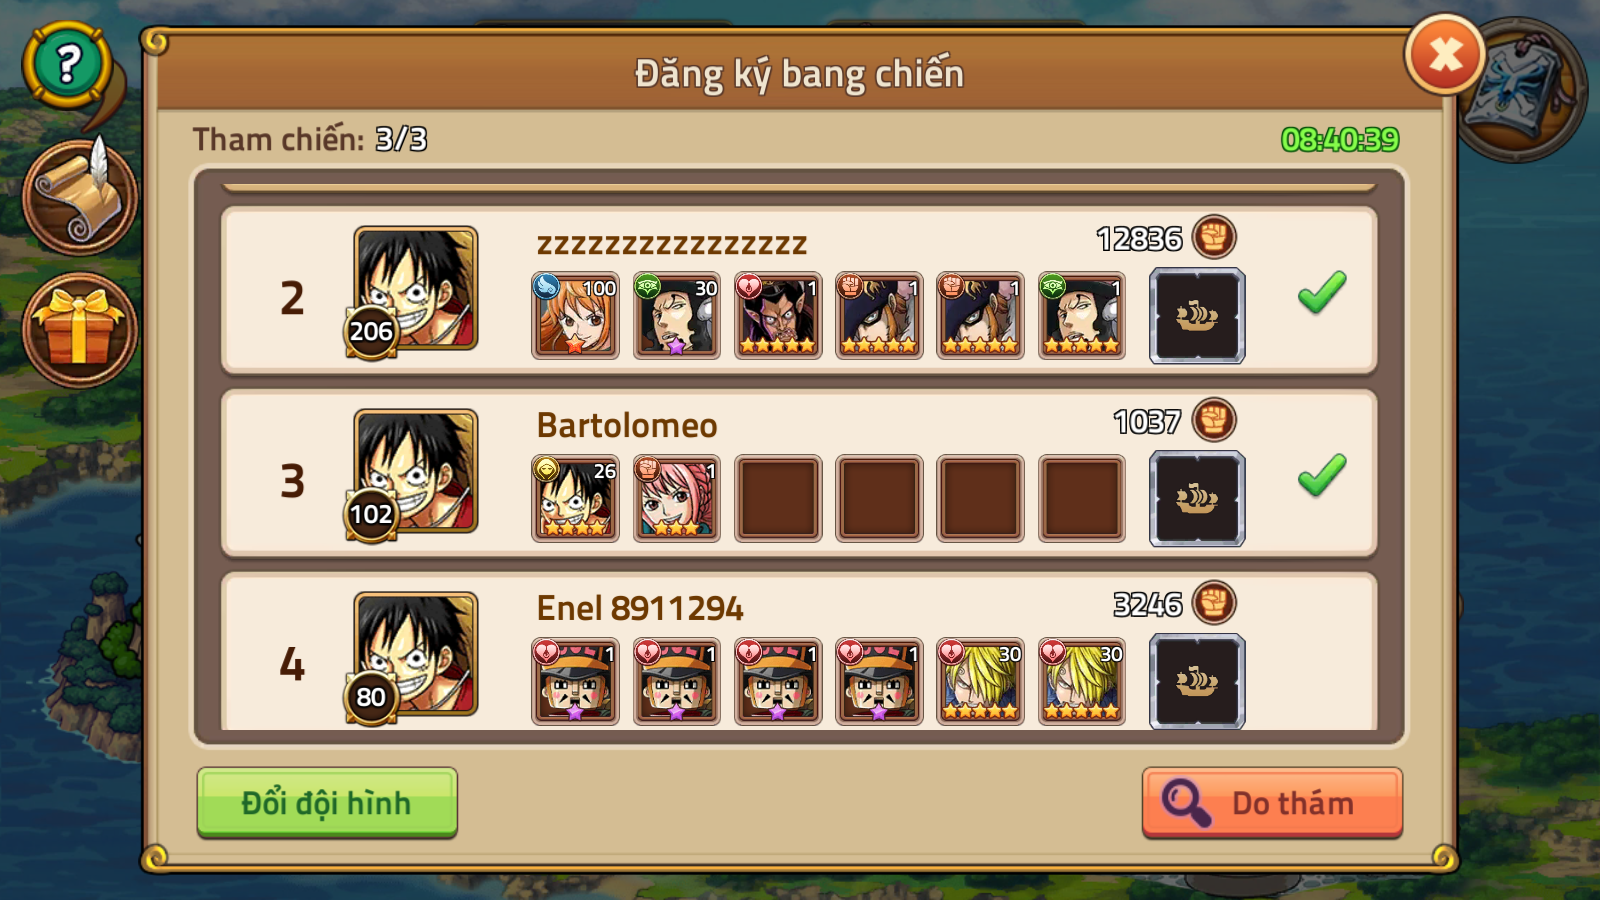 ?
Đăng ký bang chiến
Tham chiến: 3/3
08:40:39
2
206
zzzzzzzzzzzzzzzz
12836
100 30 1 1 1 1
3
102
Bartolomeo
1037
26 1
4
80
Enel 8911294
3246
1 1 1 1 30 30
Đổi đội hình
Do thám